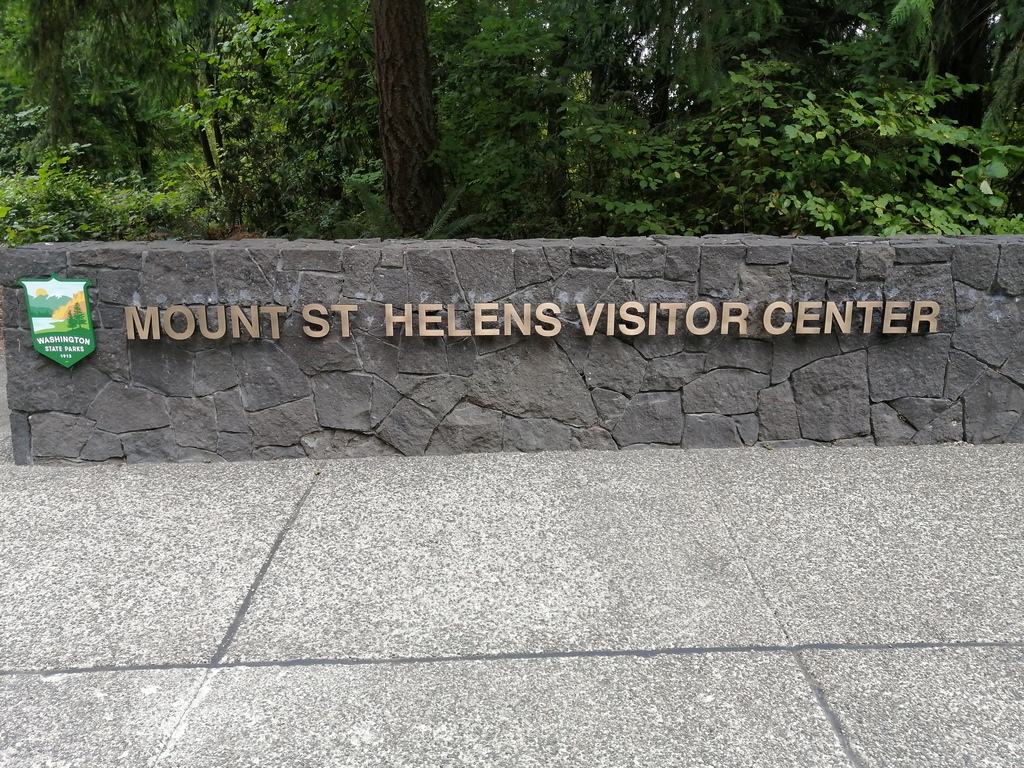 MOUNT ST HELENS VISITOR CENTER
WASHINGTON
STATE PARKS
1913